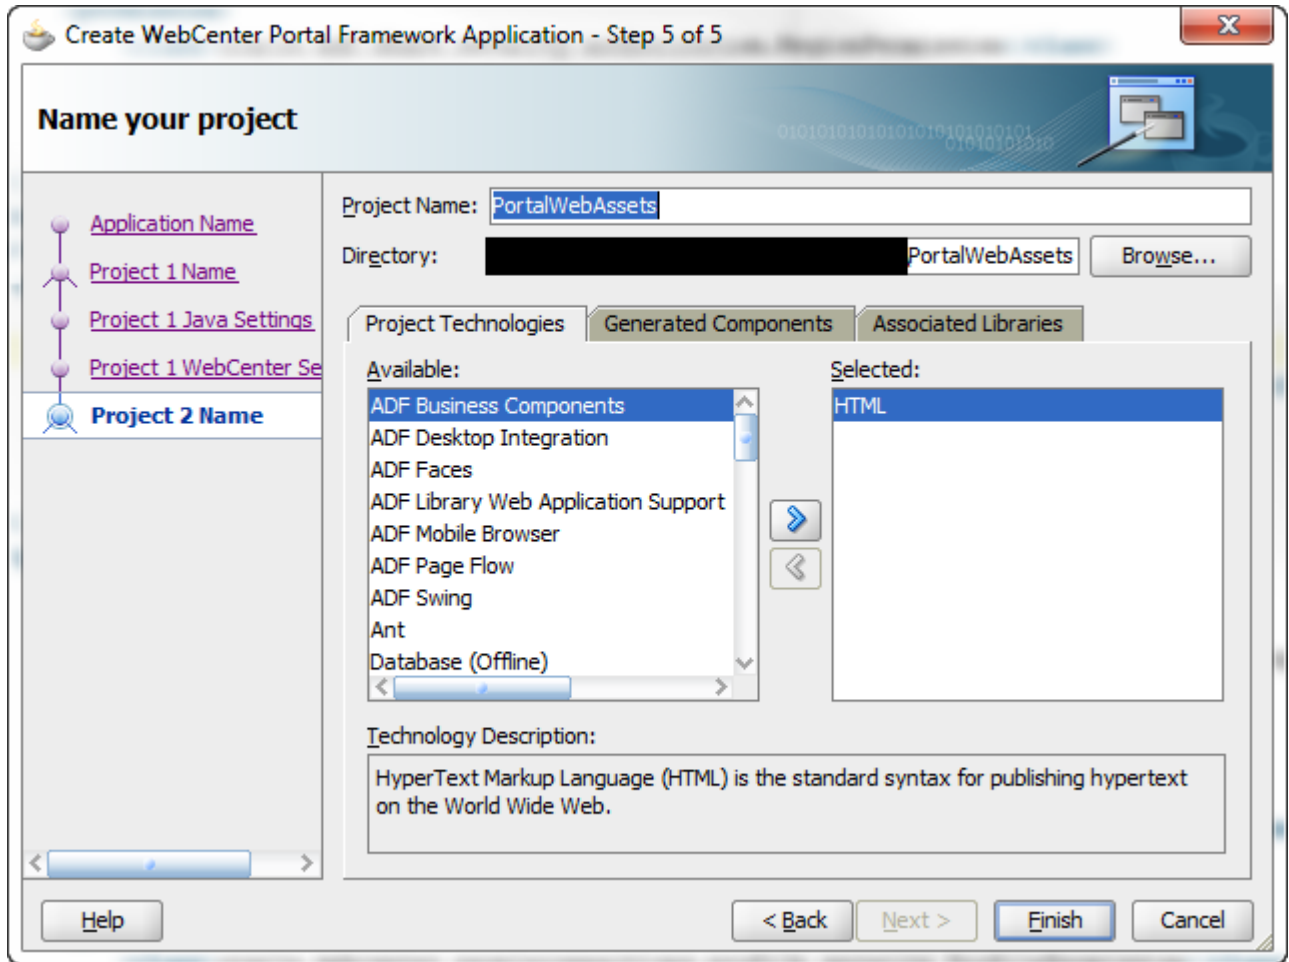 Create WebCenter Portal Framework Application - Step 5 of 5
Name your project
Application Name
Project 1 Name
Project 1 Java Settings
Project 1 WebCenter Se
Project 2 Name
Project Name: PortalWebAssets
Directory: PortalWebAssets Browse...
Project Technologies Generated Components Associated Libraries
Available: Selected:
ADF Business Components HTML
ADF Desktop Integration
ADF Faces
ADF Library Web Application Support
ADF Mobile Browser
ADF Page Flow
ADF Swing
Ant
Database (Offline)
Technology Description:
HyperText Markup Language (HTML) is the standard syntax for publishing hypertext
on the World Wide Web.
Help < Back Next > Finish Cancel